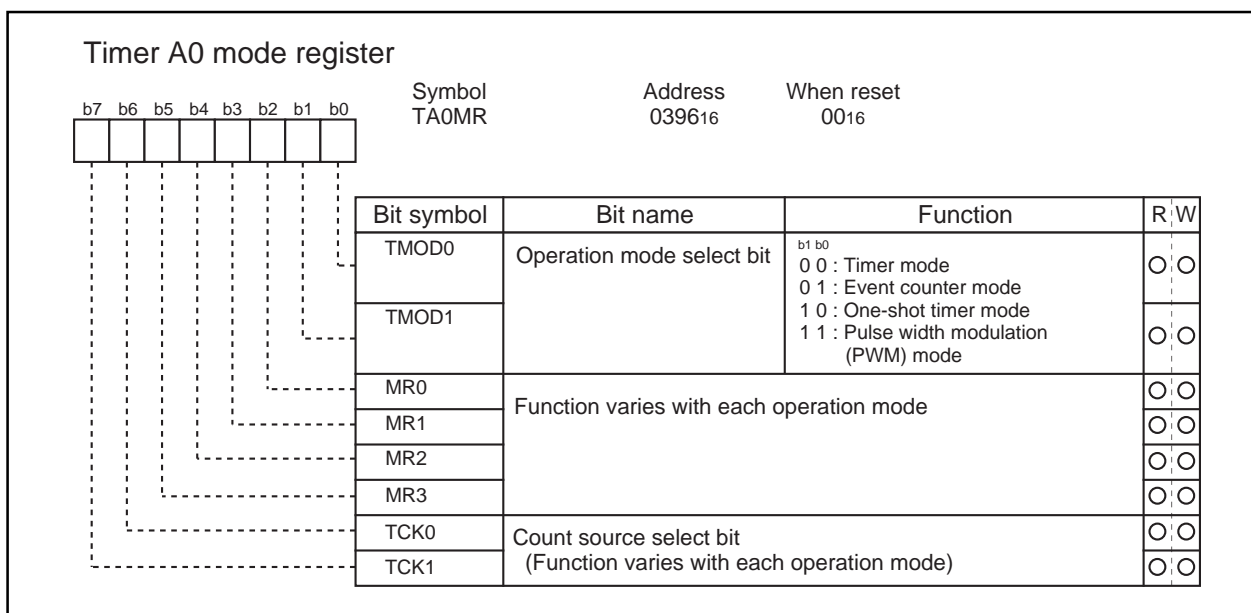 Timer A0 mode register
Symbol Address When reset
TA0MR 039616 0016
b7 b6 b5 b4 b3 b2 b1 b0
Bit symbol Bit name Function R W
TMOD0 Operation mode select bit
b1 b0
0 0 : Timer mode
0 1 : Event counter mode
TMOD1
1 0 : One-shot timer mode
1 1 : Pulse width modulation
(PWM) mode
MR0
Function varies with each operation mode
MR1
MR2
MR3
TCK0
Count source select bit
(Function varies with each operation mode)
TCK1